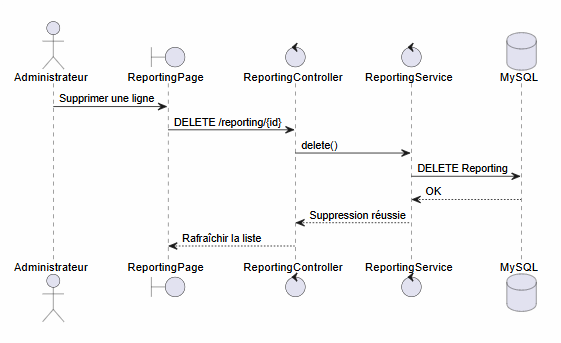 Administrateur ReportingPage ReportingController ReportingService MySQL
Supprimer une ligne
DELETE /reporting/{id}
delete()
DELETE Reporting
OK
Suppression réussie
Rafraîchir la liste
Administrateur ReportingPage ReportingController ReportingService MySQL